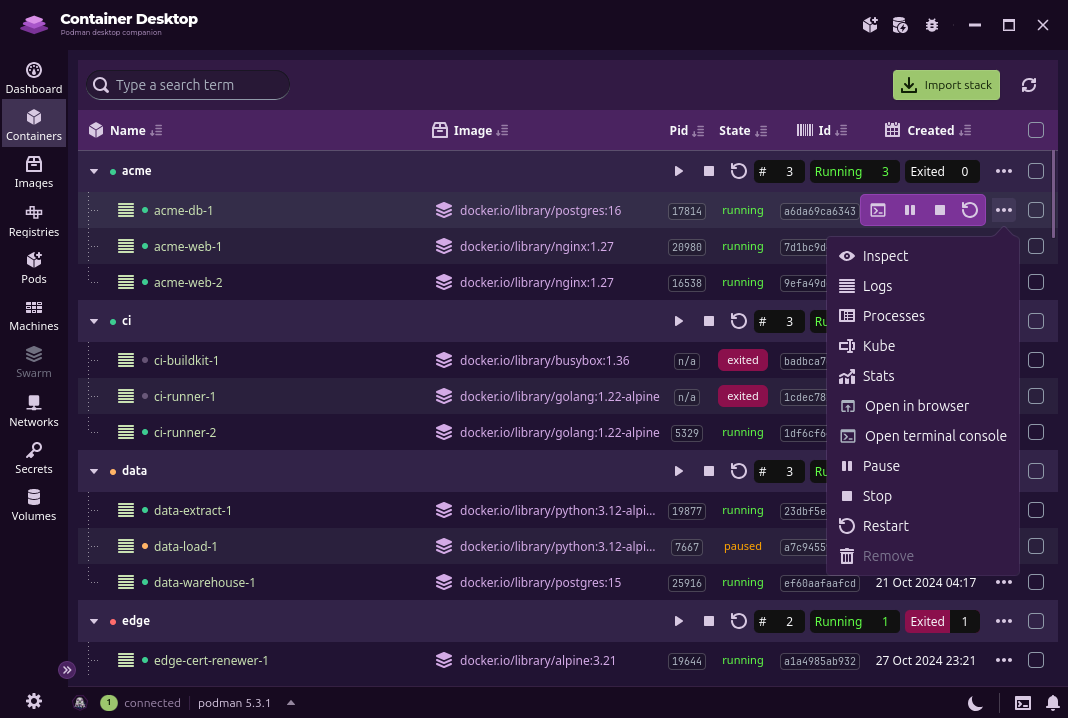 Container Desktop
Podman desktop companion
Dashboard
Containers
Images
Registries
Pods
Machines
Swarm
Networks
Secrets
Volumes
Type a search term
Import stack
Name Image Pid State Id Created
acme # 3 Running 3 Exited 0
acme-db-1 docker.io/library/postgres:16 17814 running a6da69ca6343
acme-web-1 docker.io/library/nginx:1.27 20980 running 7d1bc9d
acme-web-2 docker.io/library/nginx:1.27 16538 running 9efa49d
ci # 3 Ru
ci-buildkit-1 docker.io/library/busybox:1.36 n/a exited badbca7
ci-runner-1 docker.io/library/golang:1.22-alpine n/a exited 1cdec78
ci-runner-2 docker.io/library/golang:1.22-alpine 5329 running 1df6cf6
data # 3 Ru
data-extract-1 docker.io/library/python:3.12-alpi... 19877 running 23dbf5e
data-load-1 docker.io/library/python:3.12-alpi... 7667 paused a7c9455
data-warehouse-1 docker.io/library/postgres:15 25916 running ef60aafaafcd 21 Oct 2024 04:17
edge # 2 Running 1 Exited 1
edge-cert-renewer-1 docker.io/library/alpine:3.21 19644 running a1a4985ab932 27 Oct 2024 23:21
Inspect
Logs
Processes
Kube
Stats
Open in browser
Open terminal console
Pause
Stop
Restart
Remove
1 connected podman 5.3.1